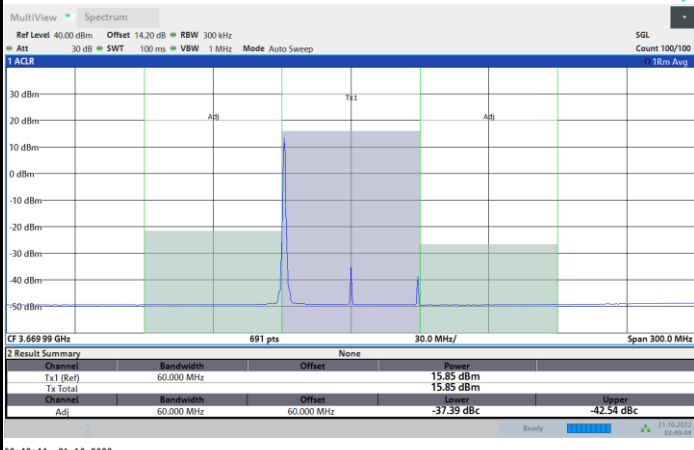 MultiView Spectrum
Ref Level 40.00 dBm Offset 14.20 dB RBW 300 kHz SGL
Att 30 dB SWT 100 ms VBW 1 MHz Mode Auto Sweep Count 100/100
1 ACLR 1Rm Avg
30 dBm
Tx1
20 dBm Adj Adj
10 dBm
0 dBm
-10 dBm
-20 dBm
-30 dBm
-40 dBm
-50 dBm
CF 3.669 99 GHz 691 pts 30.0 MHz/ Span 300.0 MHz
2 Result Summary None
Channel Bandwidth Offset Power
Tx1 (Ref) 60.000 MHz 15.85 dBm
Tx Total 15.85 dBm
Channel Bandwidth Offset Lower Upper
Adj 60.000 MHz 60.000 MHz -37.39 dBc -42.54 dBc
Ready 21.10.2022
02:49:44